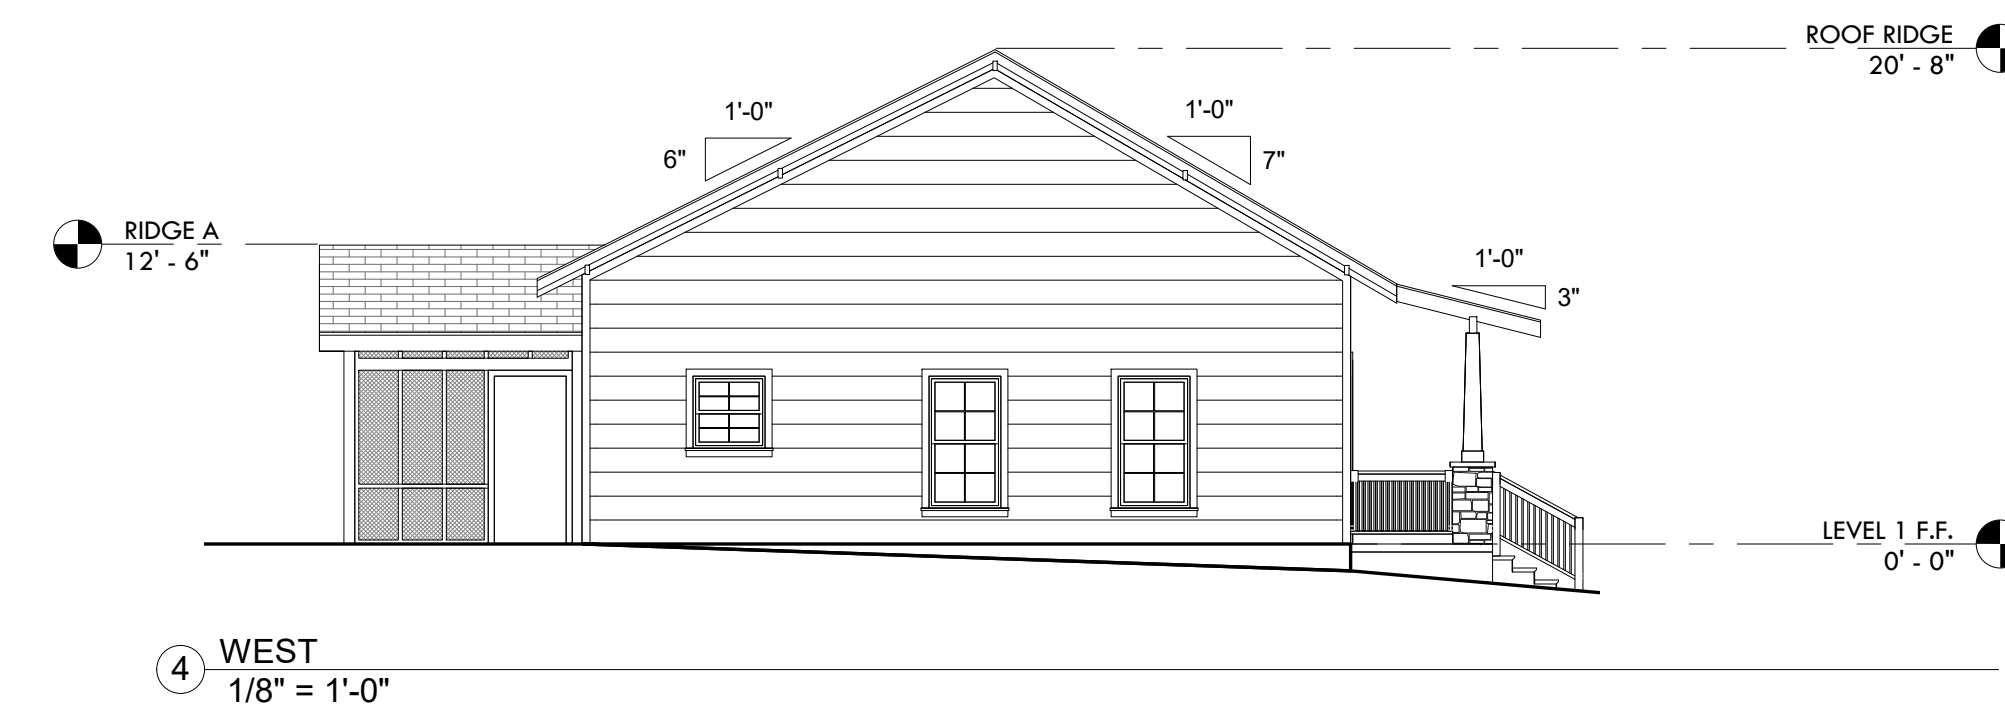 ROOF RIDGE
20' - 8"
1'-0"
6"
1'-0"
7"
RIDGE A
12' - 6"
1'-0"
3"
LEVEL 1 F.F.
0' - 0"
4
WEST
1/8" = 1'-0"